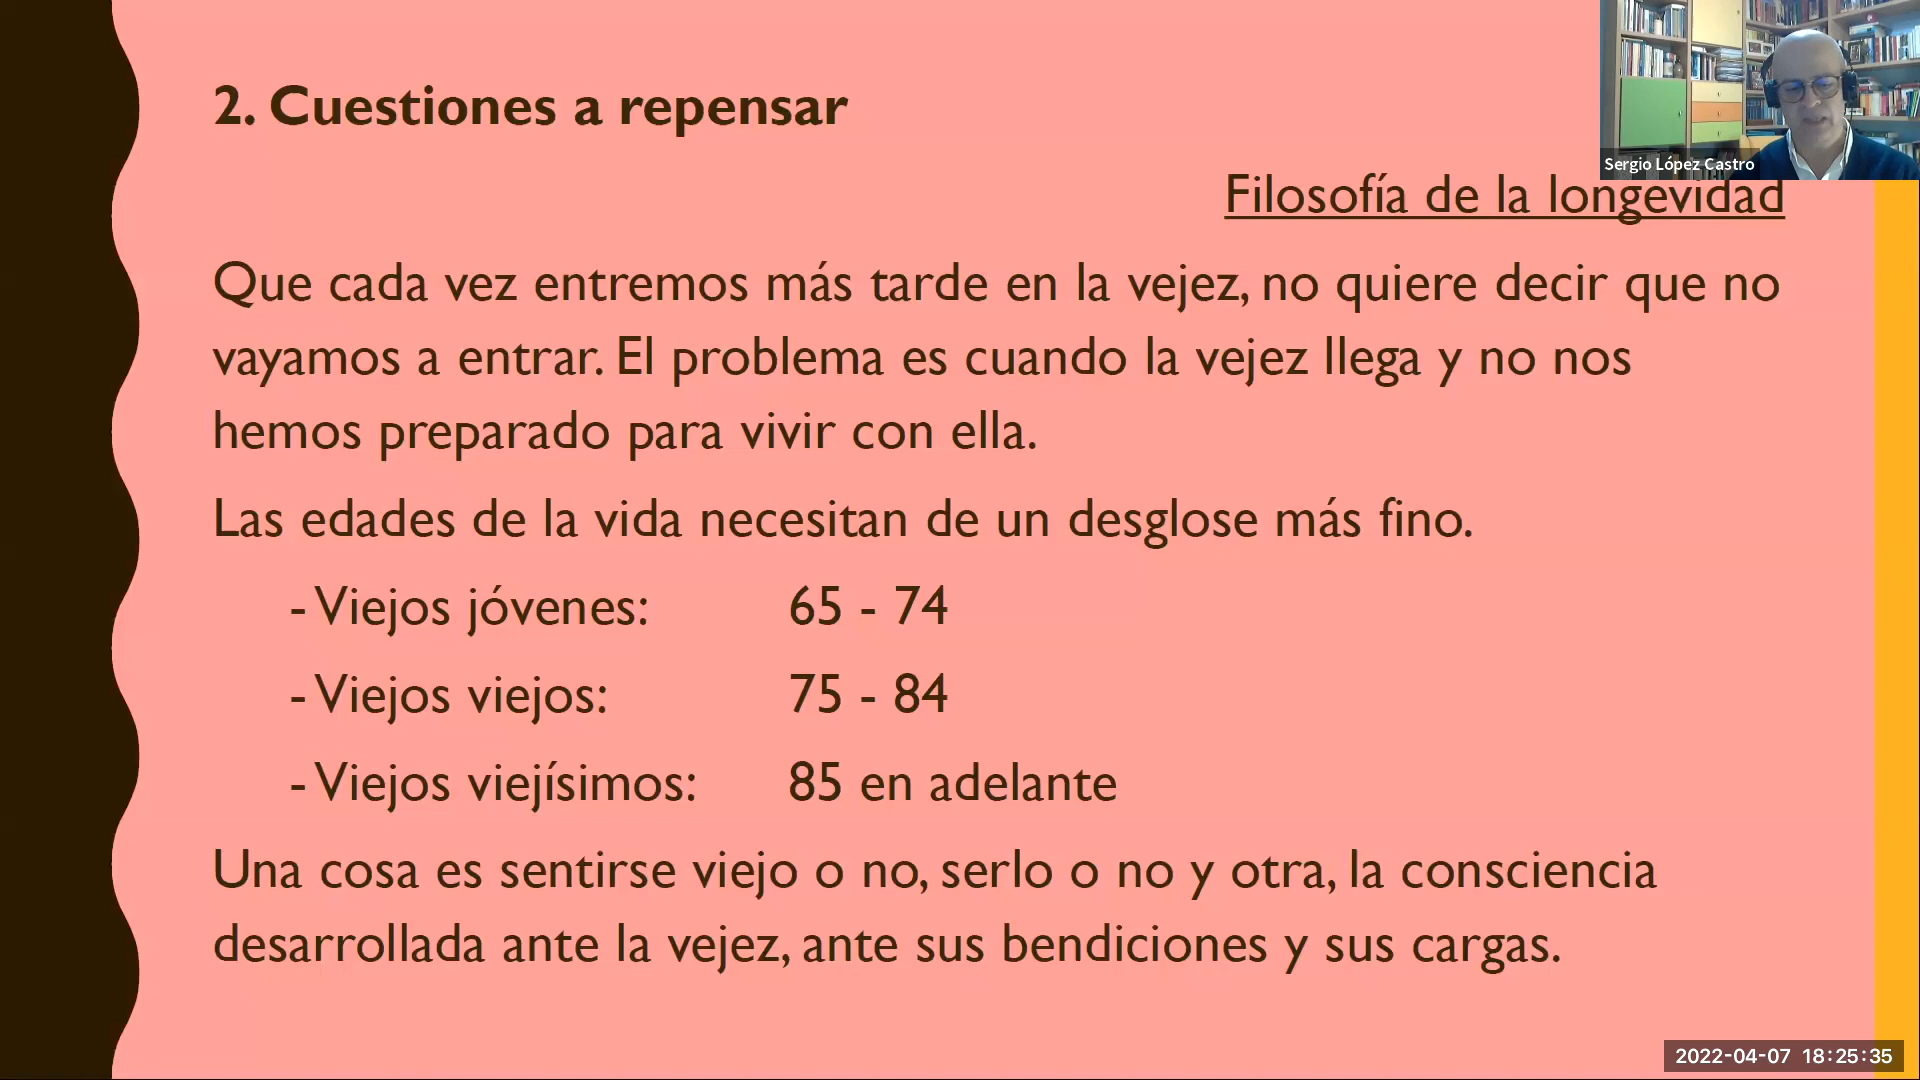 2. Cuestiones a repensar
Sergio López Castro
Filosofía de la longevidad
Que cada vez entremos más tarde en la vejez, no quiere decir que no
vayamos a entrar. El problema es cuando la vejez llega y no nos
hemos preparado para vivir con ella.
Las edades de la vida necesitan de un desglose más fino.
- Viejos jóvenes: 65 - 74
- Viejos viejos: 75 - 84
- Viejos viejísimos: 85 en adelante
Una cosa es sentirse viejo o no, serlo o no y otra, la consciencia
desarrollada ante la vejez, ante sus bendiciones y sus cargas.
2022-04-07 18:25:35